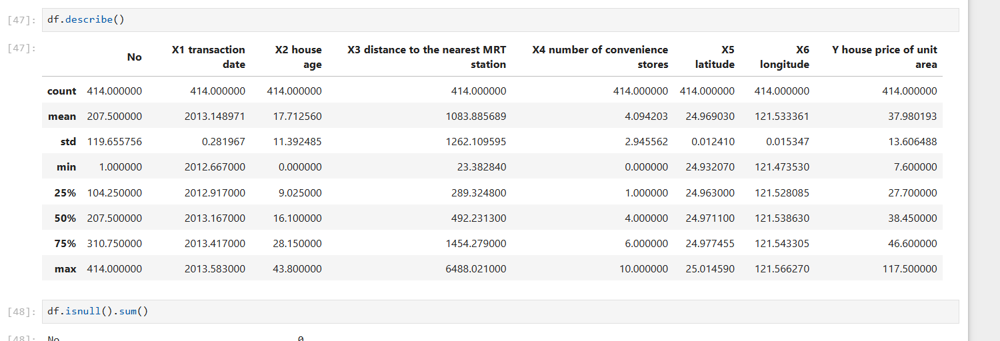 [47]: df.describe()
[47]:
No X1 transaction date X2 house age X3 distance to the nearest MRT station X4 number of convenience stores X5 latitude X6 longitude Y house price of unit area
count 414.000000 414.000000 414.000000 414.000000 414.000000 414.000000 414.000000 414.000000
mean 207.500000 2013.148971 17.712560 1083.885689 4.094203 24.969030 121.533361 37.980193
std 119.655756 0.281967 11.392485 1262.109595 2.945562 0.012410 0.015347 13.606488
min 1.000000 2012.667000 0.000000 23.382840 0.000000 24.932070 121.473530 7.600000
25% 104.250000 2012.917000 9.025000 289.324800 1.000000 24.963000 121.528085 27.700000
50% 207.500000 2013.167000 16.100000 492.231300 4.000000 24.971100 121.538630 38.450000
75% 310.750000 2013.417000 28.150000 1454.279000 6.000000 24.977455 121.543305 46.600000
max 414.000000 2013.583000 43.800000 6488.021000 10.000000 25.014590 121.566270 117.500000
[48]: df.isnull().sum()
[48]: No 0